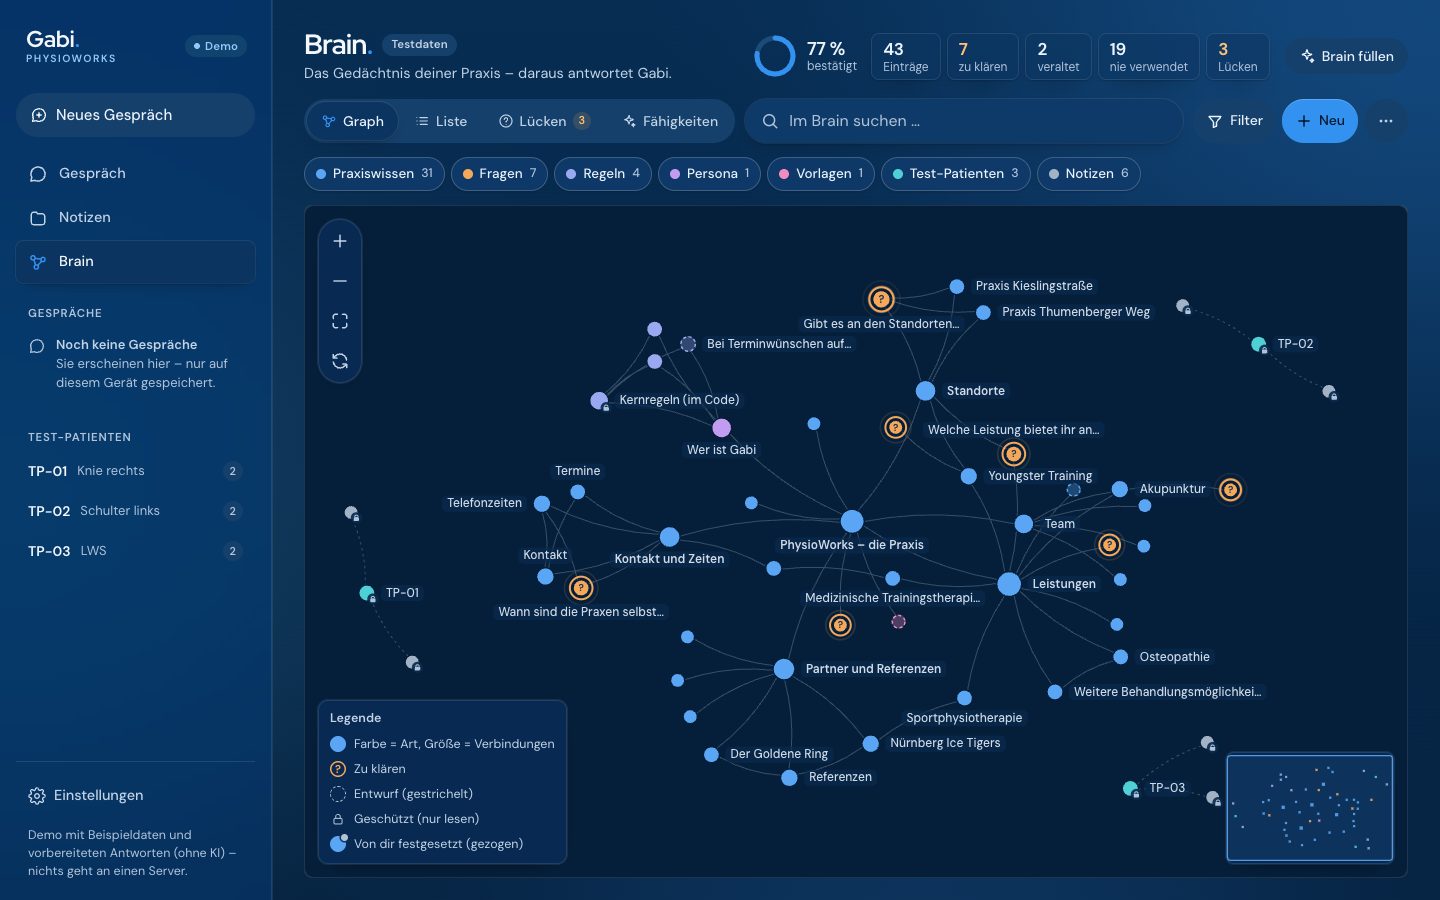 Gabi.
PHYSIOWORKS
Demo
Neues Gespräch
Gespräch
Notizen
Brain
GESPRÄCHE
Noch keine Gespräche
Sie erscheinen hier – nur auf
diesem Gerät gespeichert.
TEST-PATIENTEN
TP-01 Knie rechts 2
TP-02 Schulter links 2
TP-03 LWS 2
Einstellungen
Demo mit Beispieldaten und
vorbereiteten Antworten (ohne KI) –
nichts geht an einen Server.
Brain.
Testdaten
Das Gedächtnis deiner Praxis – daraus antwortet Gabi.
77 %
bestätigt
43
Einträge
7
zu klären
2
veraltet
19
nie verwendet
3
Lücken
Brain füllen
Graph
Liste
Lücken 3
Fähigkeiten
Im Brain suchen ...
Filter
Neu
Praxiswissen 31
Fragen 7
Regeln 4
Persona 1
Vorlagen 1
Test-Patienten 3
Notizen 6
Praxis Kieslingstraße
Praxis Thumenberger Weg
Gibt es an den Standorten...
Bei Terminwünschen auf...
TP-02
Standorte
Kernregeln (im Code)
Welche Leistung bietet ihr an...
Wer ist Gabi
Termine
Youngster Training
Telefonzeiten
Akupunktur
Team
PhysioWorks – die Praxis
Kontakt
Kontakt und Zeiten
Leistungen
TP-01
Medizinische Trainingstherapi...
Wann sind die Praxen selbst...
Osteopathie
Partner und Referenzen
Weitere Behandlungsmöglichkei...
Sportphysiotherapie
Nürnberg Ice Tigers
Der Goldene Ring
Referenzen
TP-03
Legende
Farbe = Art, Größe = Verbindungen
? Zu klären
Entwurf (gestrichelt)
Geschützt (nur lesen)
Von dir festgesetzt (gezogen)